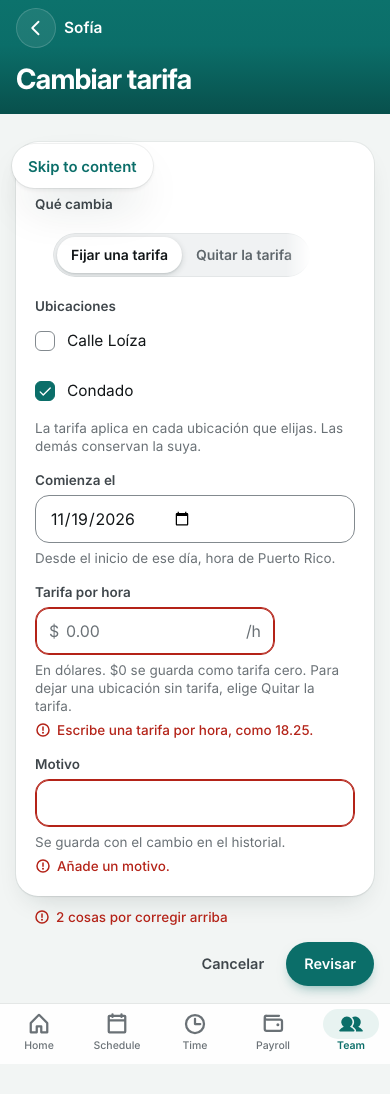 Sofía
Cambiar tarifa
Skip to content
Qué cambia
Fijar una tarifa
Quitar la tarifa
Ubicaciones
Calle Loíza
Condado
La tarifa aplica en cada ubicación que elijas. Las
demás conservan la suya.
Comienza el
11/19/2026
Desde el inicio de ese día, hora de Puerto Rico.
Tarifa por hora
$ 0.00 /h
En dólares. $0 se guarda como tarifa cero. Para
dejar una ubicación sin tarifa, elige Quitar la
tarifa.
Escribe una tarifa por hora, como 18.25.
Motivo
Se guarda con el cambio en el historial.
Añade un motivo.
2 cosas por corregir arriba
Cancelar
Revisar
Home
Schedule
Time
Payroll
Team